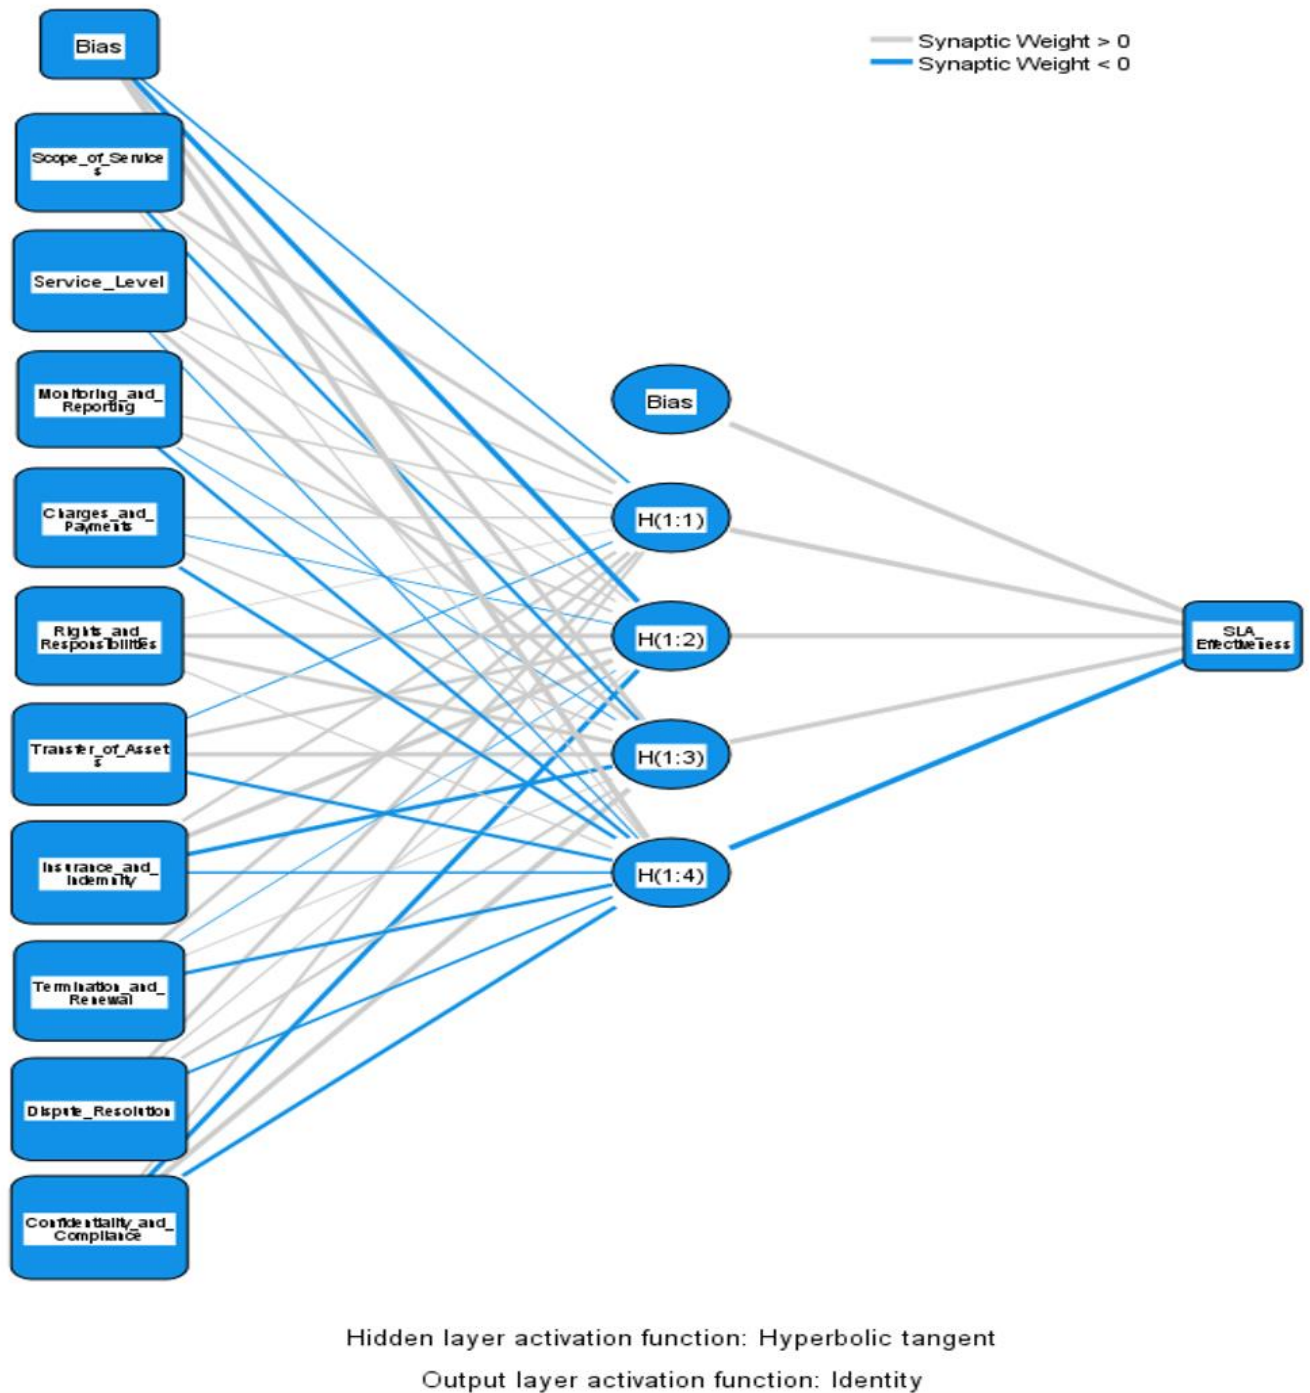 Bias
Synaptic Weight > 0
Synaptic Weight < 0
Scope_of_Service
s
Service_Level
Monitoring_and_
Reporting
Bias
Charges_and_
Payments
H(1:1)
Rights_and_
Responsibilities
H(1:2)
SLA_
Effectiveness
Transfer_of_Asset
s
H(1:3)
Insurance_and_
Indemnity
H(1:4)
Termination_and_
Renewal
Dispute_Resolution
Confidentiality_and_
Compliance
Hidden layer activation function: Hyperbolic tangent
Output layer activation function: Identity